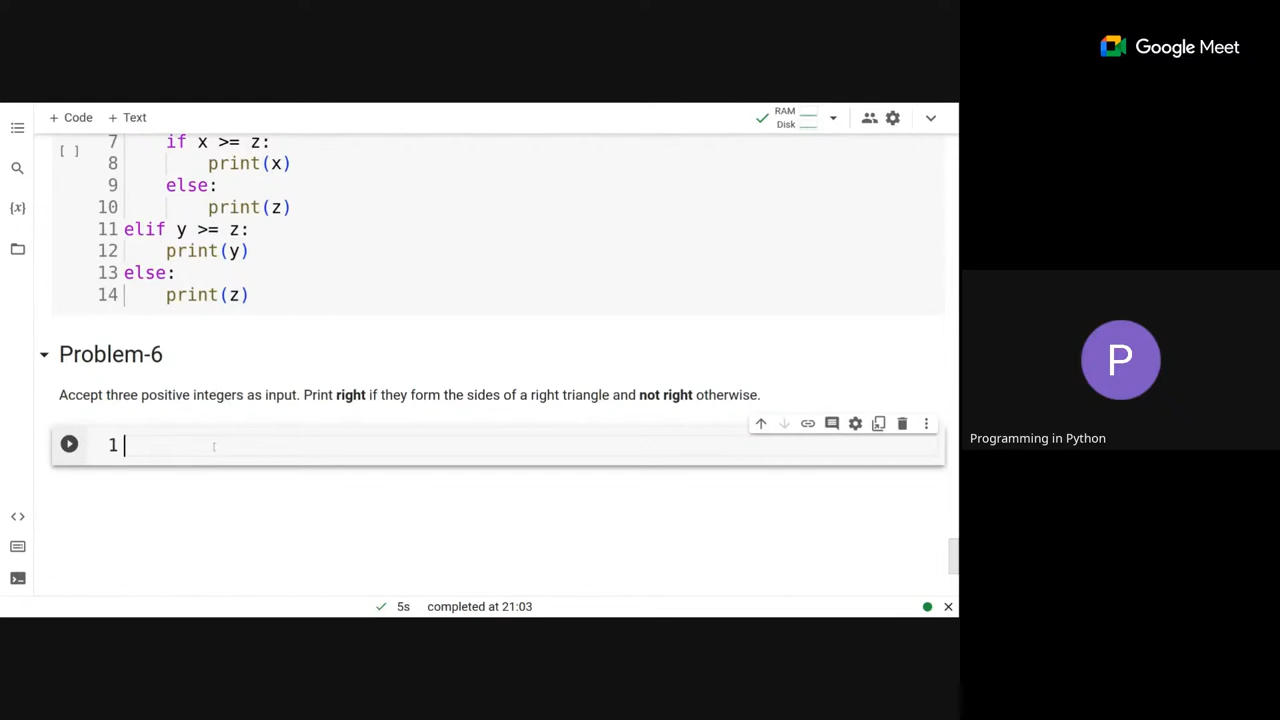 Google Meet
+ Code + Text
RAM
Disk
7 if x >= z:
[ ]
8 print(x)
9 else:
10 print(z)
{x}
11 elif y >= z:
12 print(y)
13 else:
14 print(z)
Problem-6
P
Accept three positive integers as input. Print right if they form the sides of a right triangle and not right otherwise.
1
Programming in Python
5s completed at 21:03